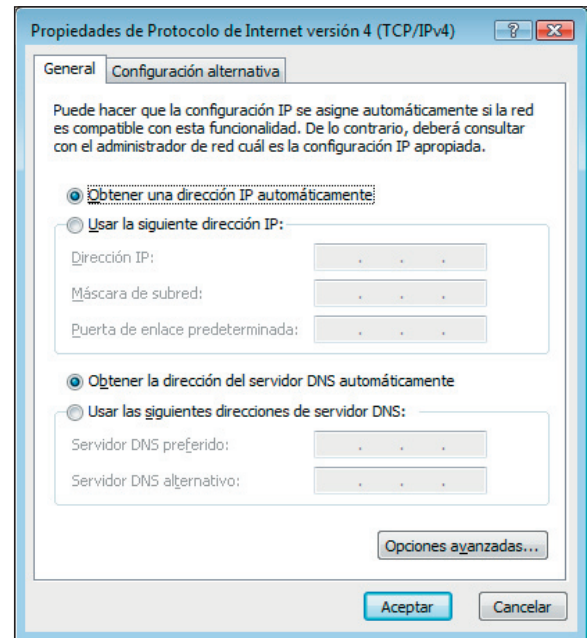 Propiedades de Protocolo de Internet versión 4 (TCP/IPv4)
General
Configuración alternativa
Puede hacer que la configuración IP se asigne automáticamente si la red
es compatible con esta funcionalidad. De lo contrario, deberá consultar
con el administrador de red cuál es la configuración IP apropiada.
Obtener una dirección IP automáticamente
Usar la siguiente dirección IP:
Dirección IP:
Máscara de subred:
Puerta de enlace predeterminada:
Obtener la dirección del servidor DNS automáticamente
Usar las siguientes direcciones de servidor DNS:
Servidor DNS preferido:
Servidor DNS alternativo:
Opciones avanzadas...
Aceptar
Cancelar